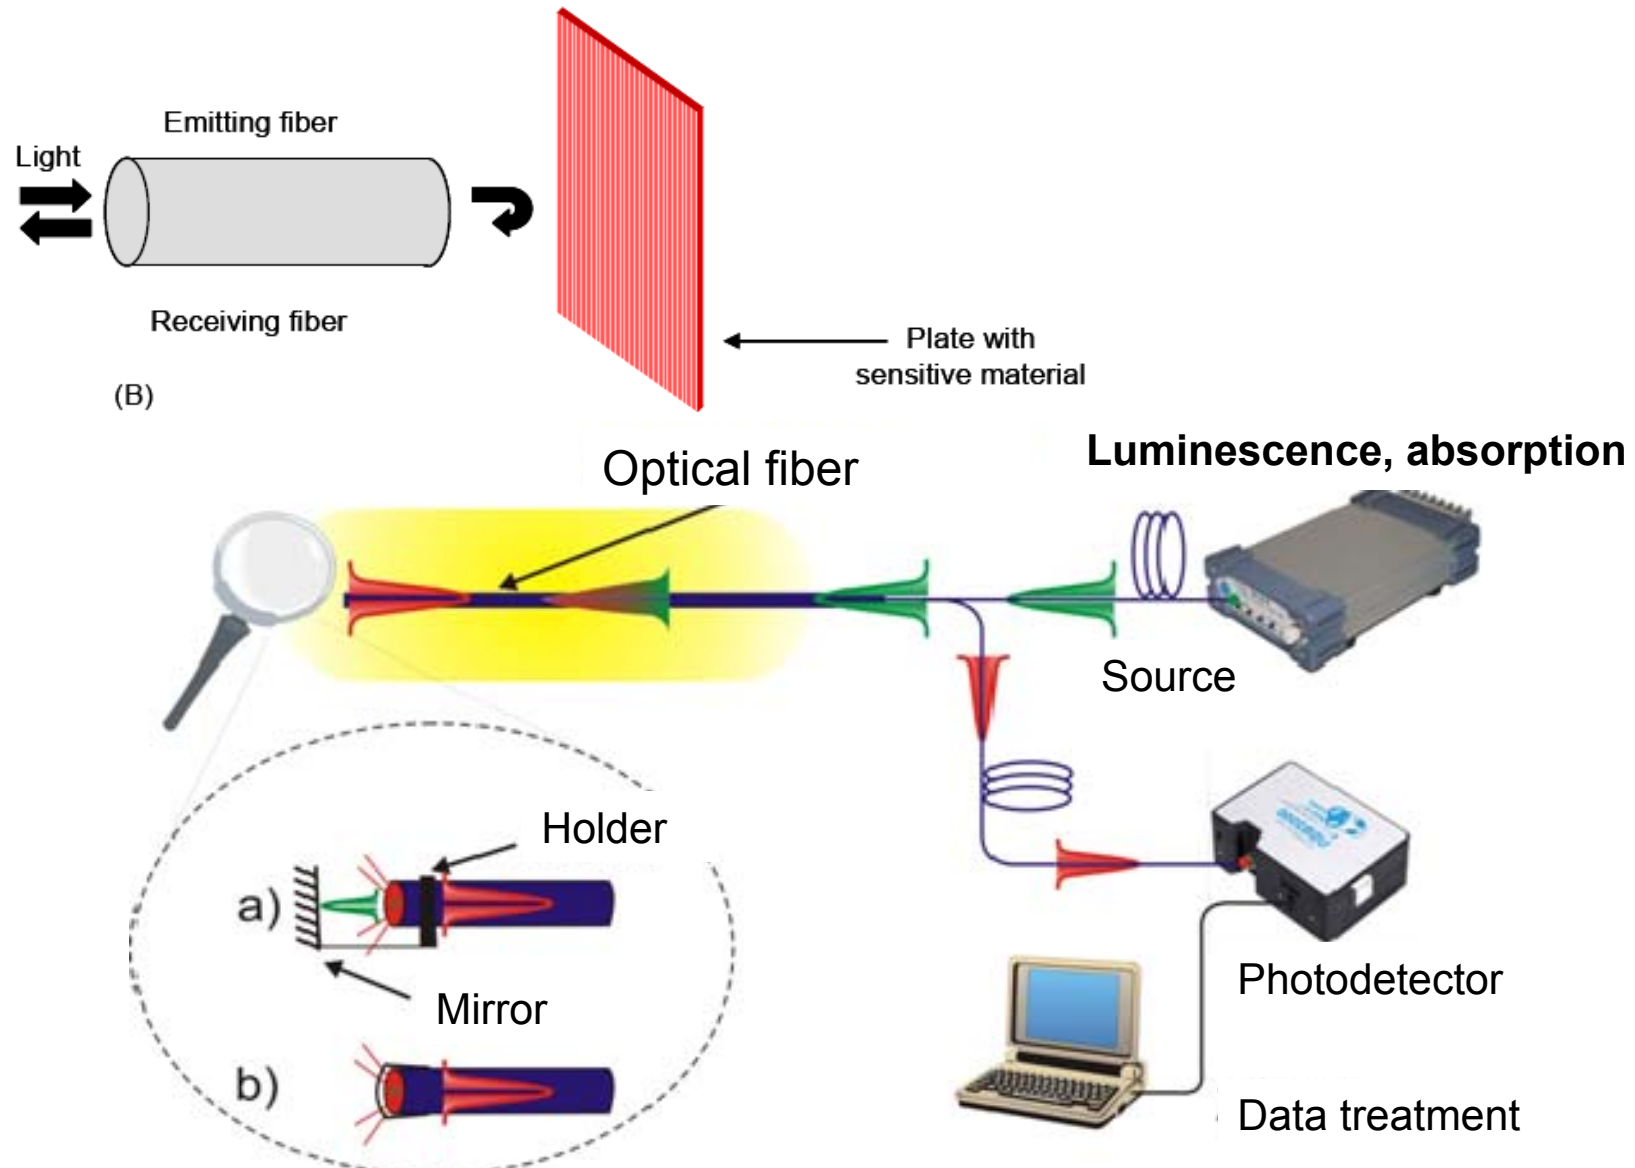 Emitting fiber
Light
Receiving fiber
Plate with
sensitive material
(B)
Luminescence, absorption
Optical fiber
Source
Holder
a)
Mirror
Photodetector
b)
Data treatment